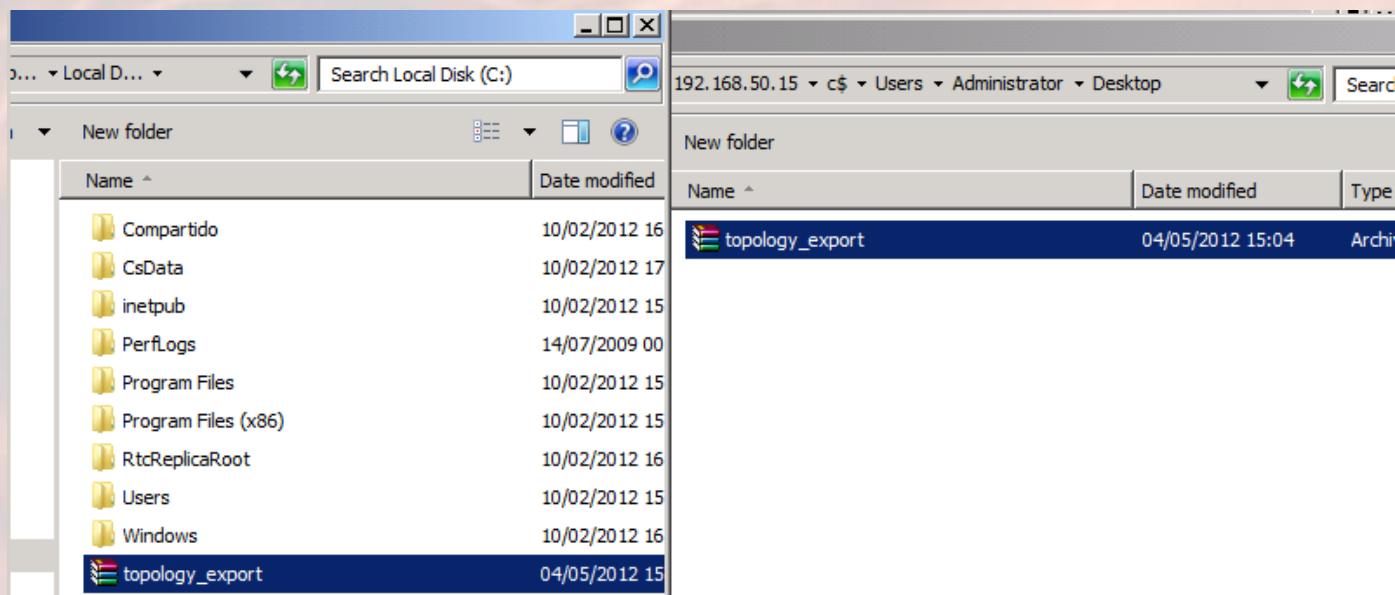 ... Local D...
Search Local Disk (C:)
New folder
Name
Date modified
Compartido
10/02/2012 16
CsData
10/02/2012 17
inetpub
10/02/2012 15
PerfLogs
14/07/2009 00
Program Files
10/02/2012 15
Program Files (x86)
10/02/2012 15
RtcReplicaRoot
10/02/2012 16
Users
10/02/2012 15
Windows
10/02/2012 16
topology_export
04/05/2012 15
192.168.50.15 c$ Users Administrator Desktop
New folder
Name
Date modified
Type
topology_export
04/05/2012 15:04